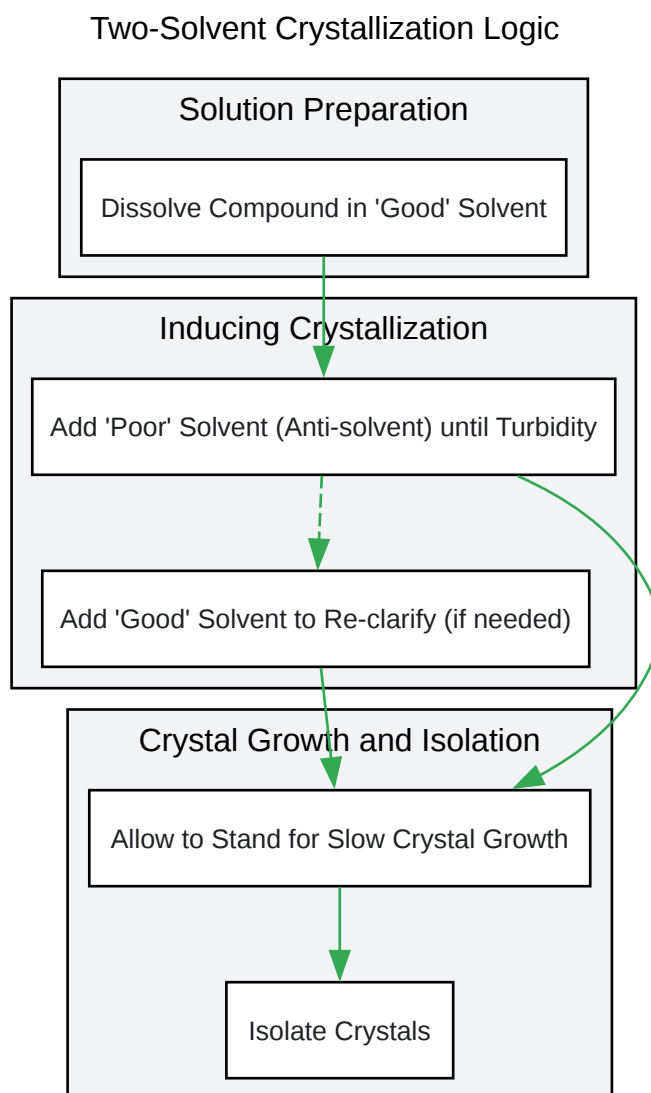 Two-Solvent Crystallization Logic
Solution Preparation
Dissolve Compound in 'Good' Solvent
Inducing Crystallization
Add 'Poor' Solvent (Anti-solvent) until Turbidity
Add 'Good' Solvent to Re-clarify (if needed)
Crystal Growth and Isolation
Allow to Stand for Slow Crystal Growth
Isolate Crystals